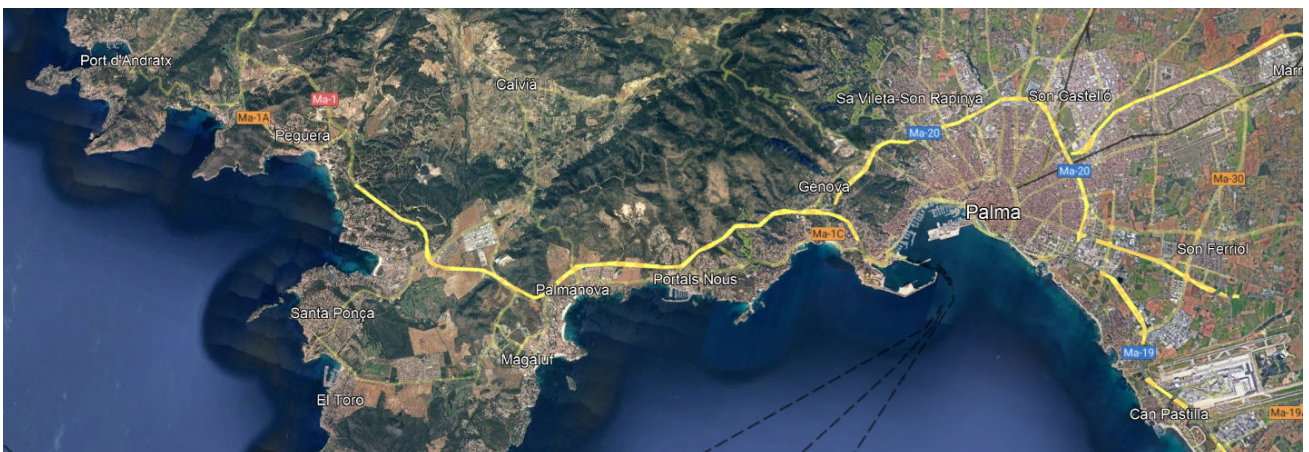 Port d'Andratx
Calvià
Marr
Sa Vileta-Son Rapinya
Son Castelló
Ma-1
Ma-1A
Peguera
Ma-20
Ma-20
Gènova
Ma-30
Palma
Ma-1C
Son Ferriol
Portals Nous
Palmanova
Santa Ponça
Magaluf
Ma-19
El Toro
Can Pastilla
Ma-19A